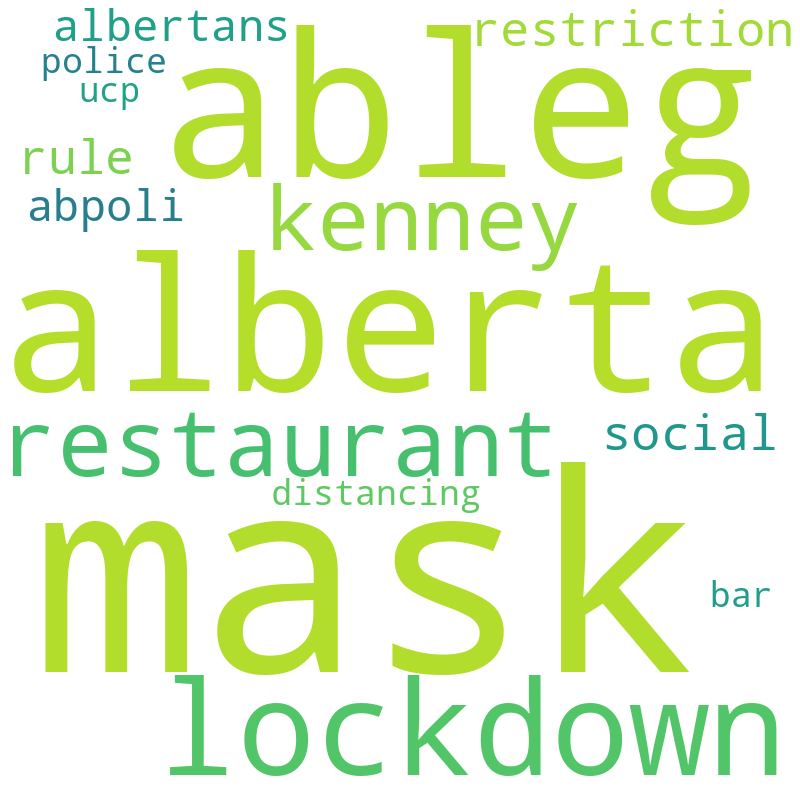 albertans restriction
police
ucp
ableg
rule
abpoli
kenney
alberta
restaurant social
distancing
mask
bar
lockdown